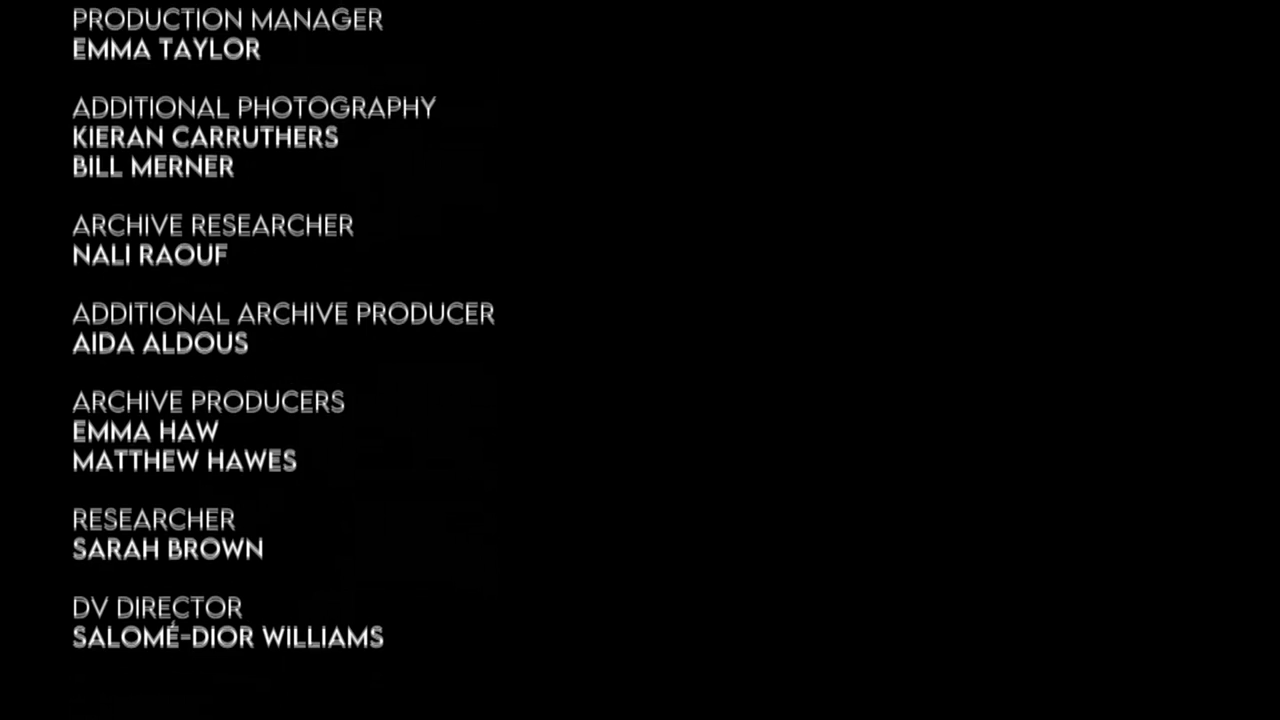 PRODUCTION MANAGER
EMMA TAYLOR
ADDITIONAL PHOTOGRAPHY
KIERAN CARRUTHERS
BILL MERNER
ARCHIVE RESEARCHER
NALI RAOUF
ADDITIONAL ARCHIVE PRODUCER
AIDA ALDOUS
ARCHIVE PRODUCERS
EMMA HAW
MATTHEW HAWES
RESEARCHER
SARAH BROWN
DV DIRECTOR
SALOMÉ-DIOR WILLIAMS